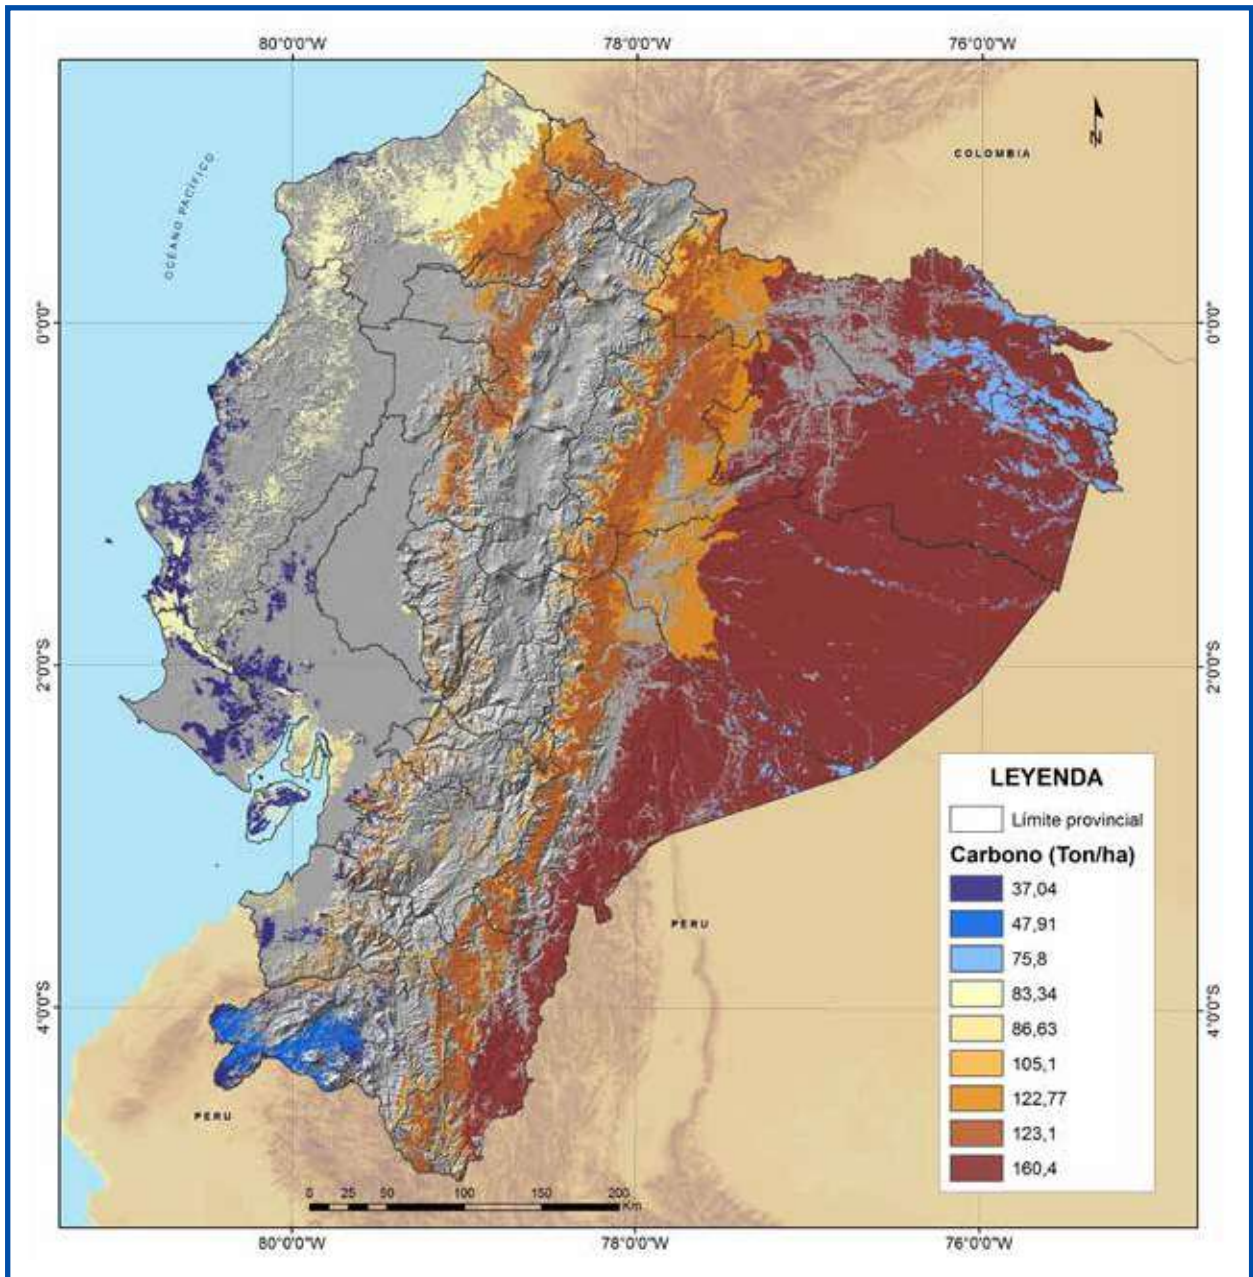 80°0'0"W
78°0'0"W
76°0'0"W
COLOMBIA
OCÉANO PACÍFICO
0°0'0"
0°0'0"
2°0'0"S
2°0'0"S
LEYENDA
Límite provincial
Carbono (Ton/ha)
37,04
47,91
75,8
83,34
86,63
105,1
122,77
123,1
160,4
PERU
4°0'0"S
4°0'0"S
PERU
0 25 50 100 150 200
Km
80°0'0"W
78°0'0"W
76°0'0"W